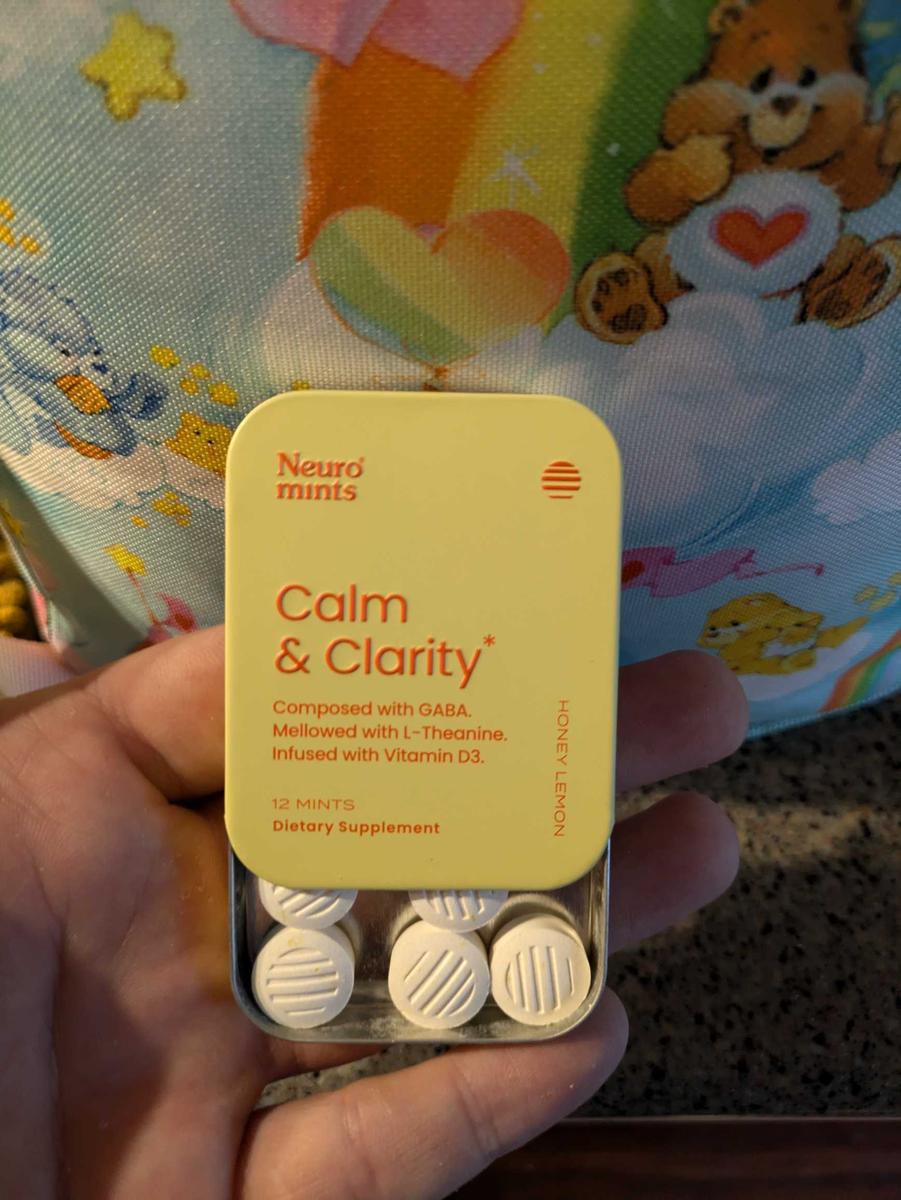 Neuro
mints
Calm
& Clarity*
Composed with GABA.
Mellowed with L-Theanine.
Infused with Vitamin D3.
HONEY LEMON
12 MINTS
Dietary Supplement